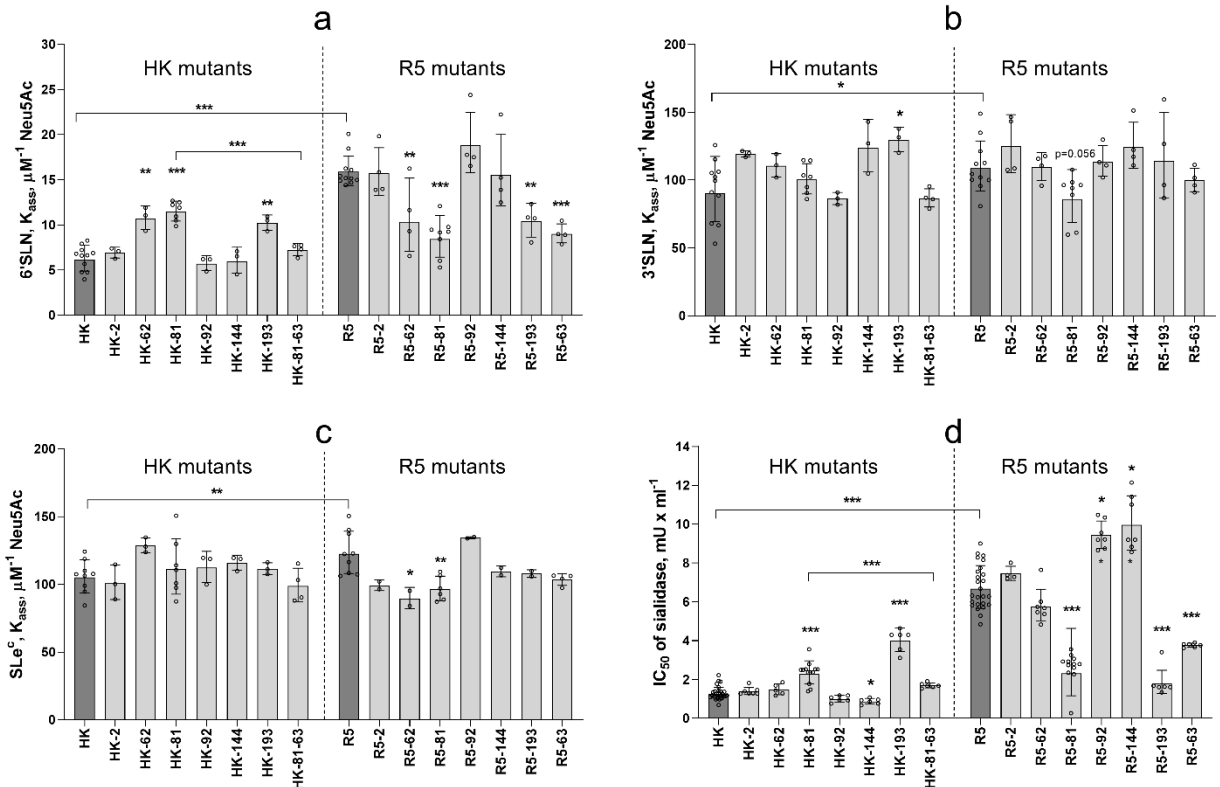 a
HK mutants
R5 mutants
6'SLN, Kass, μM-1 Neu5Ac
30
25
20
15
10
5
0
***
***
**
***
**
**
***
**
***
HK
HK-2
HK-62
HK-81
HK-92
HK-144
HK-193
HK-81-63
R5
R5-2
R5-62
R5-81
R5-92
R5-144
R5-193
R5-63
b
HK mutants
R5 mutants
3'SLN, Kass, μM-1 Neu5Ac
200
150
100
50
0
*
*
p=0.056
HK
HK-2
HK-62
HK-81
HK-92
HK-144
HK-193
HK-81-63
R5
R5-2
R5-62
R5-81
R5-92
R5-144
R5-193
R5-63
c
HK mutants
R5 mutants
SLec, Kass, μM-1 Neu5Ac
200
150
100
50
0
**
*
**
HK
HK-2
HK-62
HK-81
HK-92
HK-144
HK-193
HK-81-63
R5
R5-2
R5-62
R5-81
R5-92
R5-144
R5-193
R5-63
d
HK mutants
R5 mutants
IC50 of sialidase, mU x ml-1
14
12
10
8
6
4
2
0
***
***
***
*
***
***
*
*
*
*
***
***
HK
HK-2
HK-62
HK-81
HK-92
HK-144
HK-193
HK-81-63
R5
R5-2
R5-62
R5-81
R5-92
R5-144
R5-193
R5-63